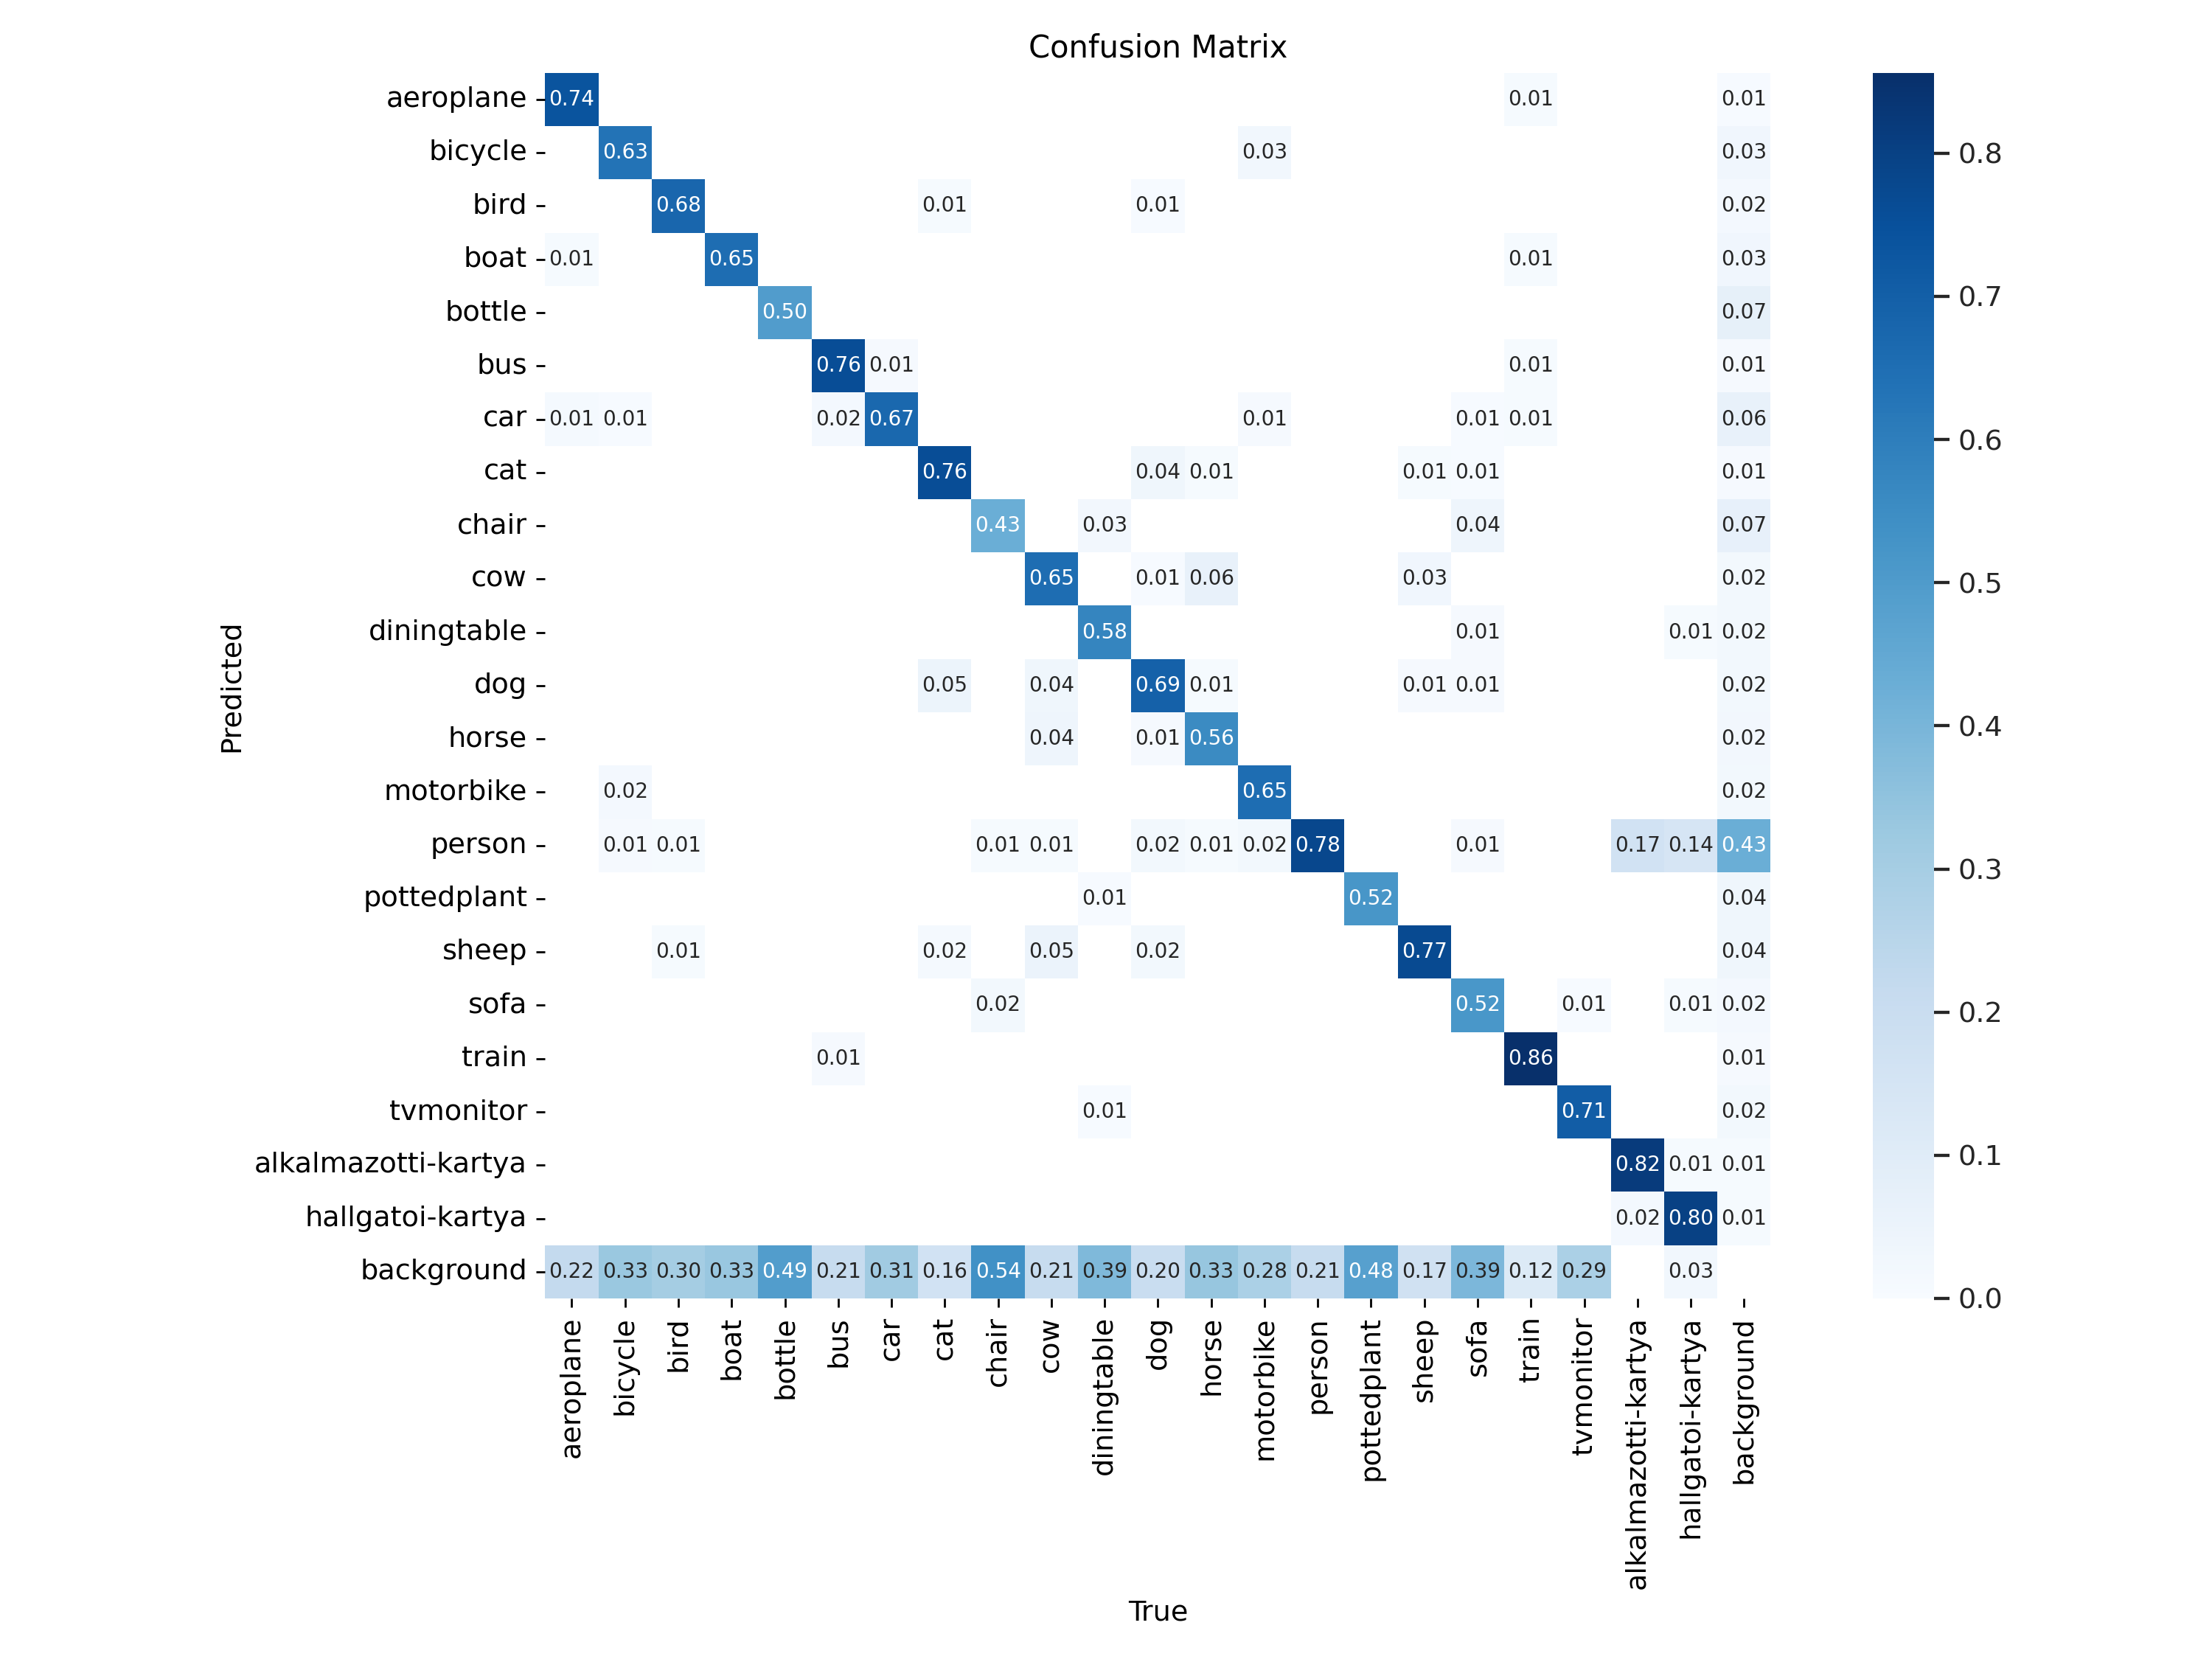 Confusion Matrix
aeroplane 0.74 0.01 0.01
bicycle 0.63 0.03 0.03 0.8
bird 0.68 0.01 0.01 0.02
boat 0.01 0.65 0.01 0.03
0.7
bottle 0.50 0.07
bus 0.76 0.01 0.01 0.01
car 0.01 0.01 0.02 0.67 0.01 0.01 0.01 0.06
0.6
cat 0.76 0.04 0.01 0.01 0.01 0.01
chair 0.43 0.03 0.04 0.07
cow 0.65 0.01 0.06 0.03 0.02 0.5
diningtable 0.58 0.01 0.01 0.02
Predicted
dog 0.05 0.04 0.69 0.01 0.01 0.01 0.02
horse 0.04 0.01 0.56 0.02 0.4
motorbike 0.02 0.65 0.02
person 0.01 0.01 0.01 0.01 0.02 0.01 0.02 0.78 0.01 0.17 0.14 0.43
0.3
pottedplant 0.01 0.52 0.04
sheep 0.01 0.02 0.05 0.02 0.77 0.04
sofa 0.02 0.52 0.01 0.01 0.02 0.2
train 0.01 0.86 0.01
tvmonitor 0.01 0.71 0.02
alkalmazotti-kartya 0.82 0.01 0.01 0.1
hallgatoi-kartya 0.02 0.80 0.01
background 0.22 0.33 0.30 0.33 0.49 0.21 0.31 0.16 0.54 0.21 0.39 0.20 0.33 0.28 0.21 0.48 0.17 0.39 0.12 0.29 0.03
0.0
aeroplane bicycle bird boat bottle bus car cat chair cow diningtable dog horse motorbike person pottedplant sheep sofa train tvmonitor alkalmazotti-kartya hallgatoi-kartya background
True